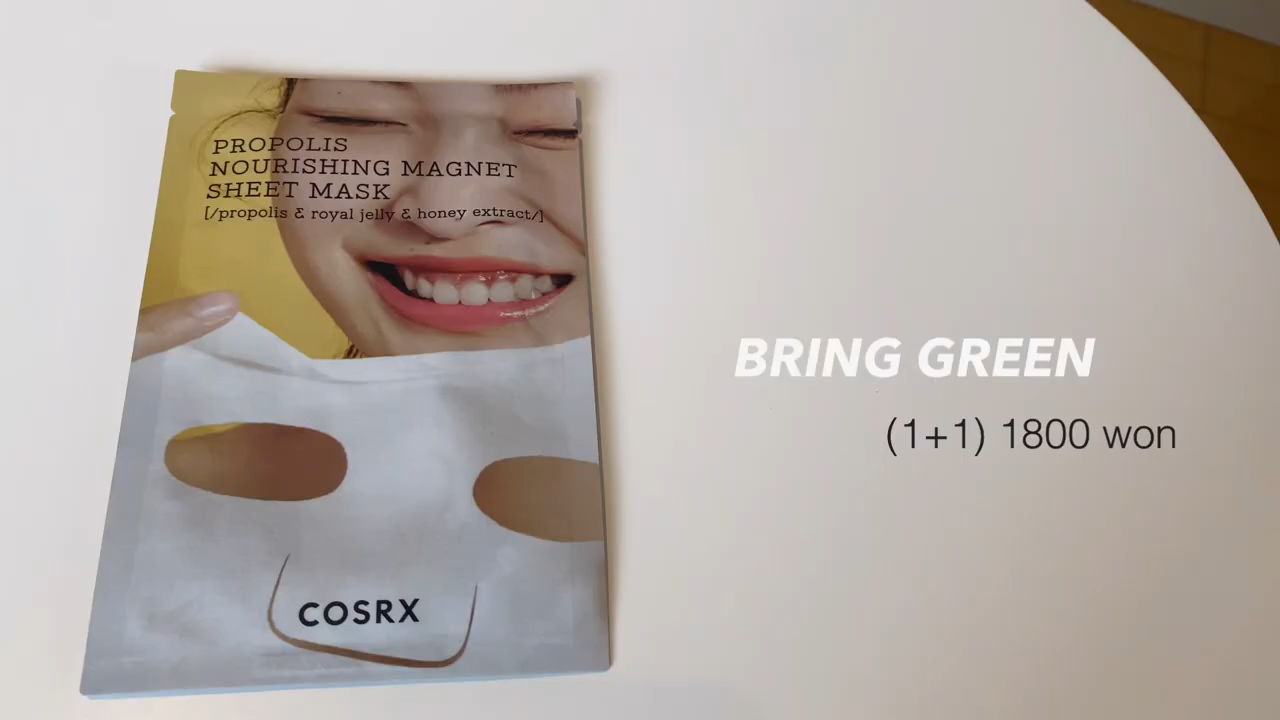 PROPOLIS
NOURISHING MAGNET
SHEET MASK
[/propolis & royal jelly & honey extract/]
COSRX
BRING GREEN
(1+1) 1800 won